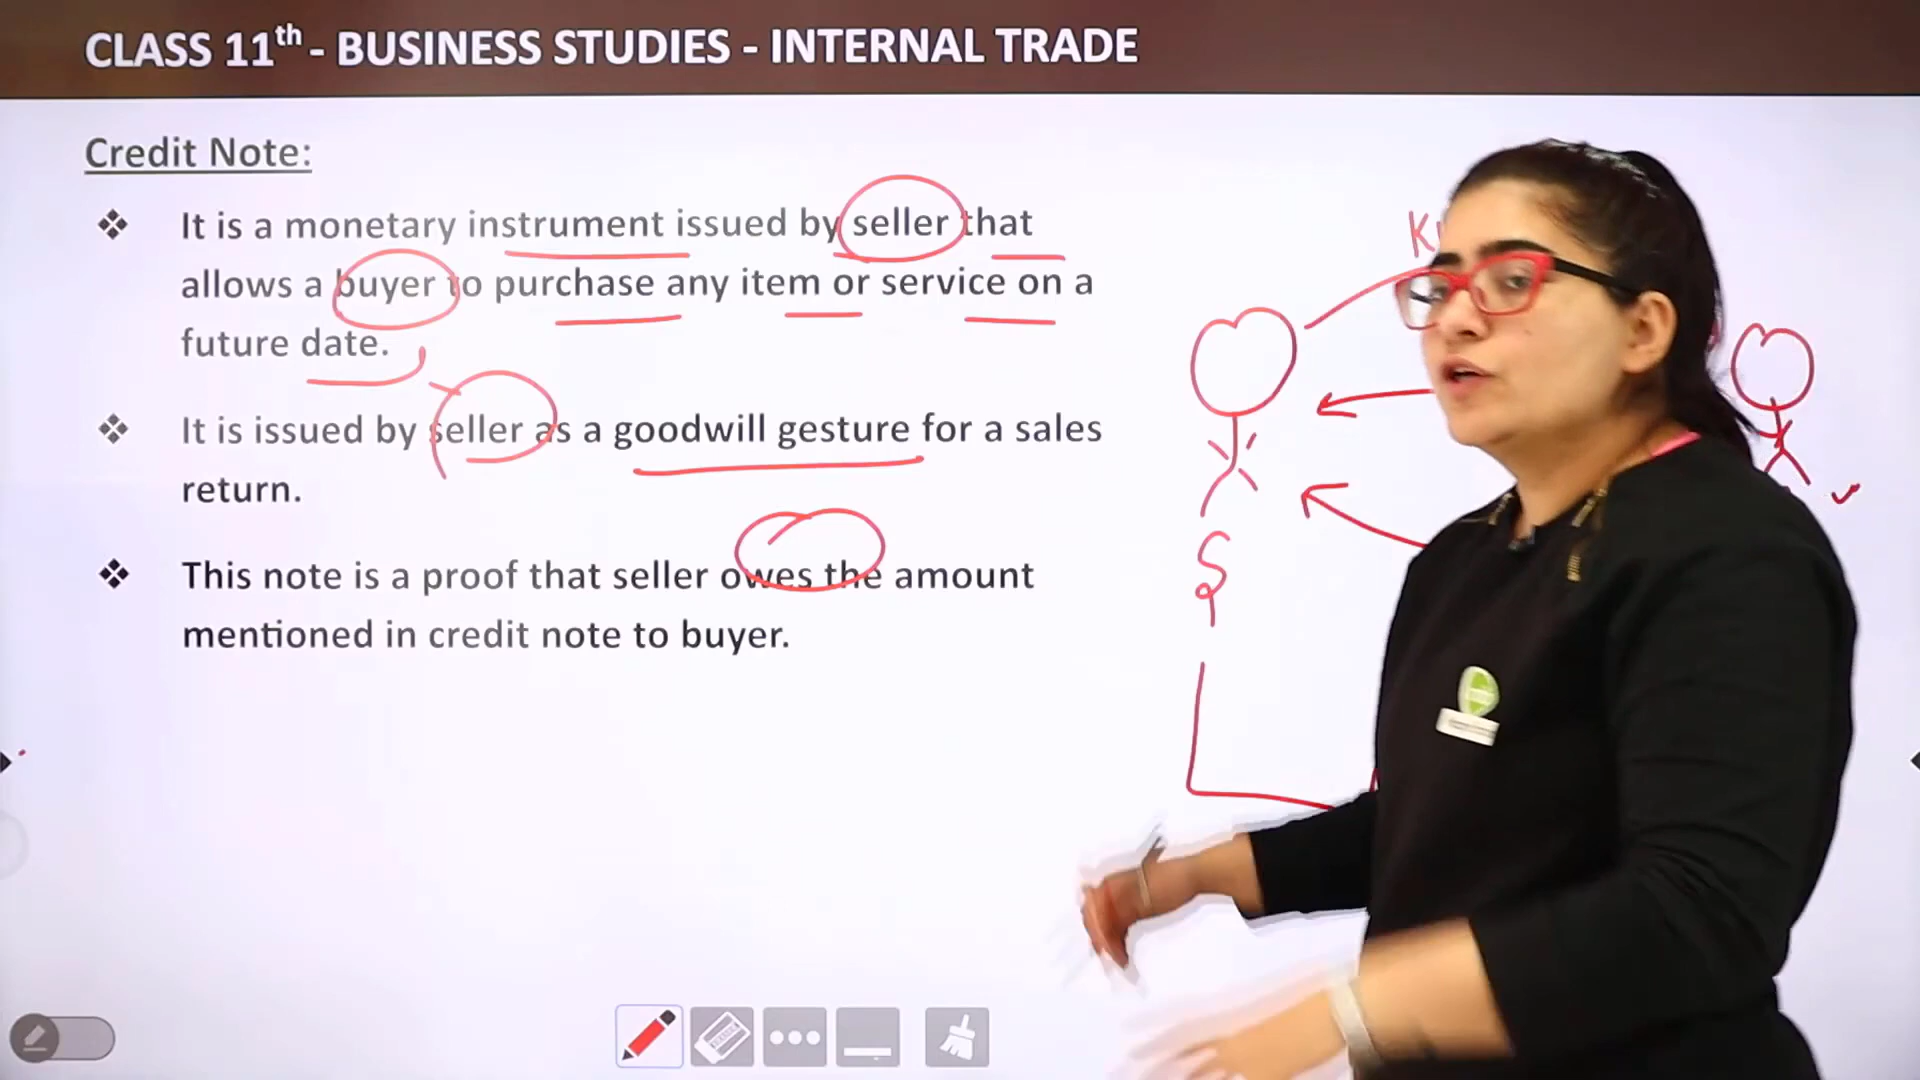 CLASS 11th - BUSINESS STUDIES - INTERNAL TRADE
Credit Note:
❖ It is a monetary instrument issued by seller that
allows a buyer to purchase any item or service on a
future date.
❖ It is issued by seller as a goodwill gesture for a sales
return.
❖ This note is a proof that seller owes the amount
mentioned in credit note to buyer.
S